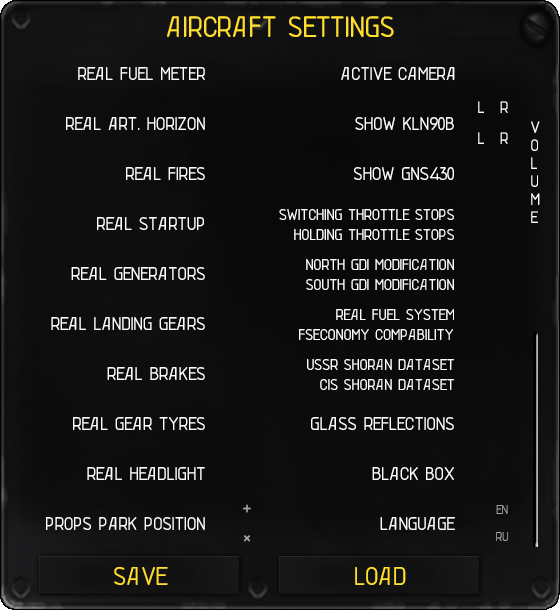 AIRCRAFT SETTINGS
REAL FUEL METER
REAL ART. HORIZON
REAL FIRES
REAL STARTUP
REAL GENERATORS
REAL LANDING GEARS
REAL BRAKES
REAL GEAR TYRES
REAL HEADLIGHT
PROPS PARK POSITION
+
×
ACTIVE CAMERA
SHOW KLN90B
L R
L R
SHOW GNS430
SWITCHING THROTTLE STOPS
HOLDING THROTTLE STOPS
NORTH GDI MODIFICATION
SOUTH GDI MODIFICATION
REAL FUEL SYSTEM
FSECONOMY COMPABILITY
USSR SHORAN DATASET
CIS SHORAN DATASET
GLASS REFLECTIONS
BLACK BOX
LANGUAGE
EN
RU
VOLUME
SAVE
LOAD